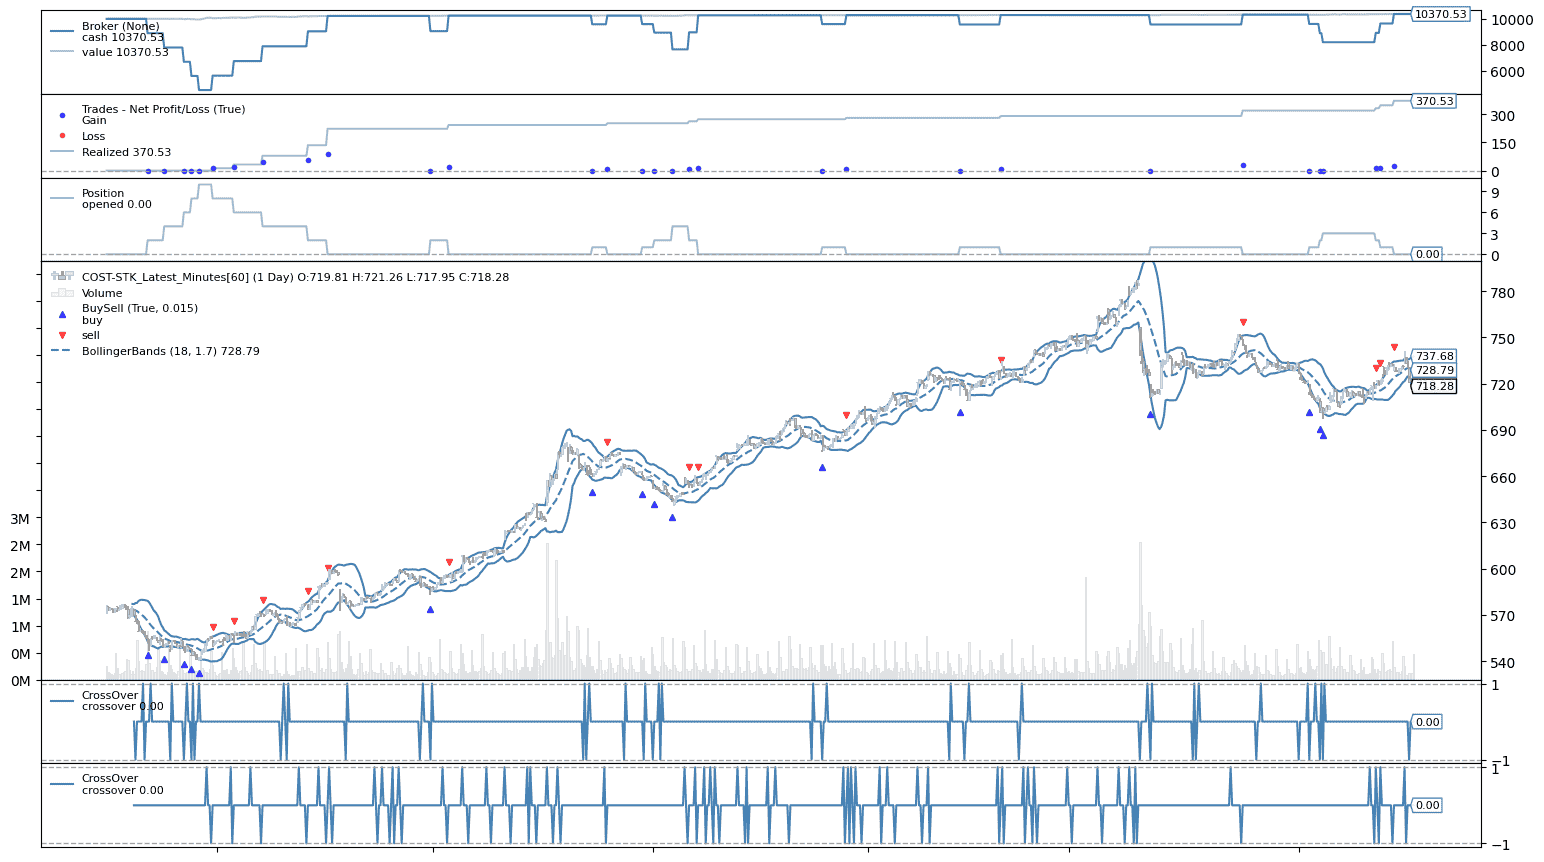 Broker (None)
cash 10370.53
value 10370.53
10370.53
10000
8000
6000
Trades - Net Profit/Loss (True)
Gain
Loss
Realized 370.53
370.53
300
150
0
Position
opened 0.00
9
6
3
0
0.00
COST-STK_Latest_Minutes[60] (1 Day) O:719.81 H:721.26 L:717.95 C:718.28
Volume
BuySell (True, 0.015)
buy
sell
BollingerBands (18, 1.7) 728.79
780
750
737.68
728.79
718.28
720
690
660
630
600
570
540
3M
2M
2M
1M
1M
0M
0M
CrossOver
crossover 0.00
1
0.00
−1
CrossOver
crossover 0.00
1
0.00
−1